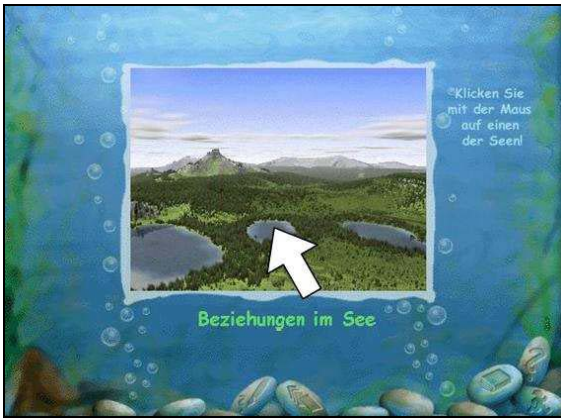 Klicken Sie
mit der Maus
auf einen
der Seen!
Beziehungen im See